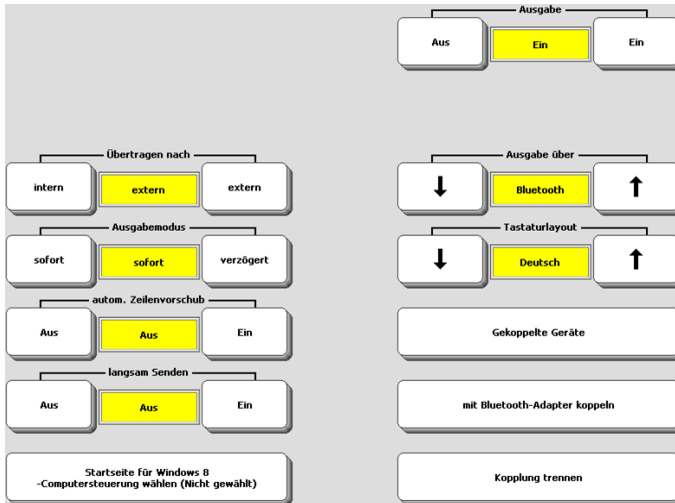 Ausgabe
Aus Ein Ein
Übertragen nach
intern extern extern
Ausgabe über
Bluetooth
Ausgabemodus
sofort sofort verzögert
Tastaturlayout
Deutsch
autom. Zeilenvorschub
Aus Aus Ein
Gekoppelte Geräte
langsam Senden
Aus Aus Ein
mit Bluetooth-Adapter koppeln
Startseite für Windows 8
-Computersteuerung wählen (Nicht gewählt)
Kopplung trennen